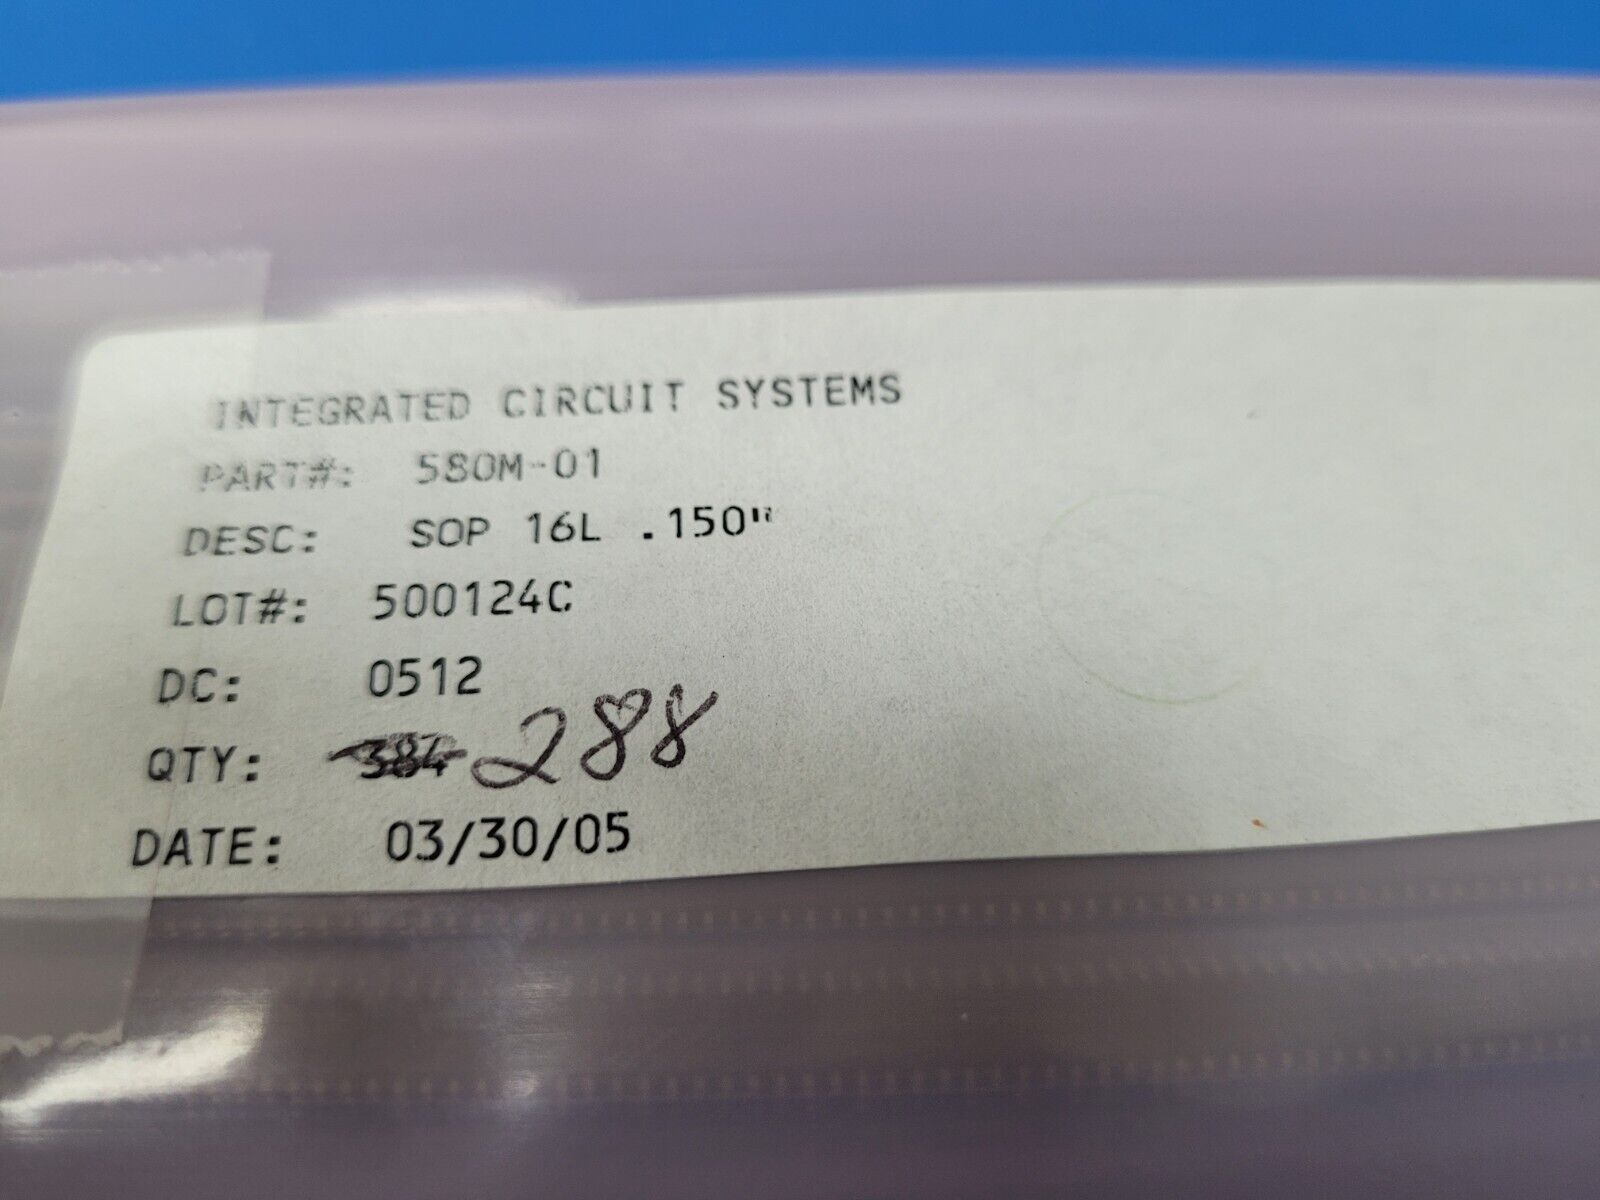 INTEGRATED CIRCUIT SYSTEMS
PART#: 580M-01
DESC: SOP 16L .150"
LOT#: 500124C
DC: 0512
QTY: 384 288
DATE: 03/30/05